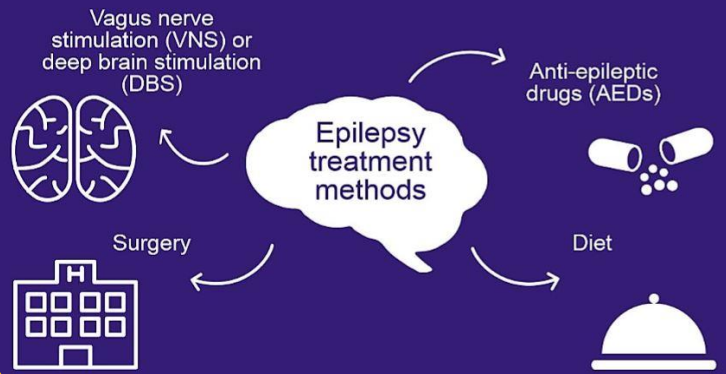 Vagus nerve
stimulation (VNS) or
deep brain stimulation
(DBS)
Anti-epileptic
drugs (AEDs)
Epilepsy
treatment
methods
Surgery
Diet
H